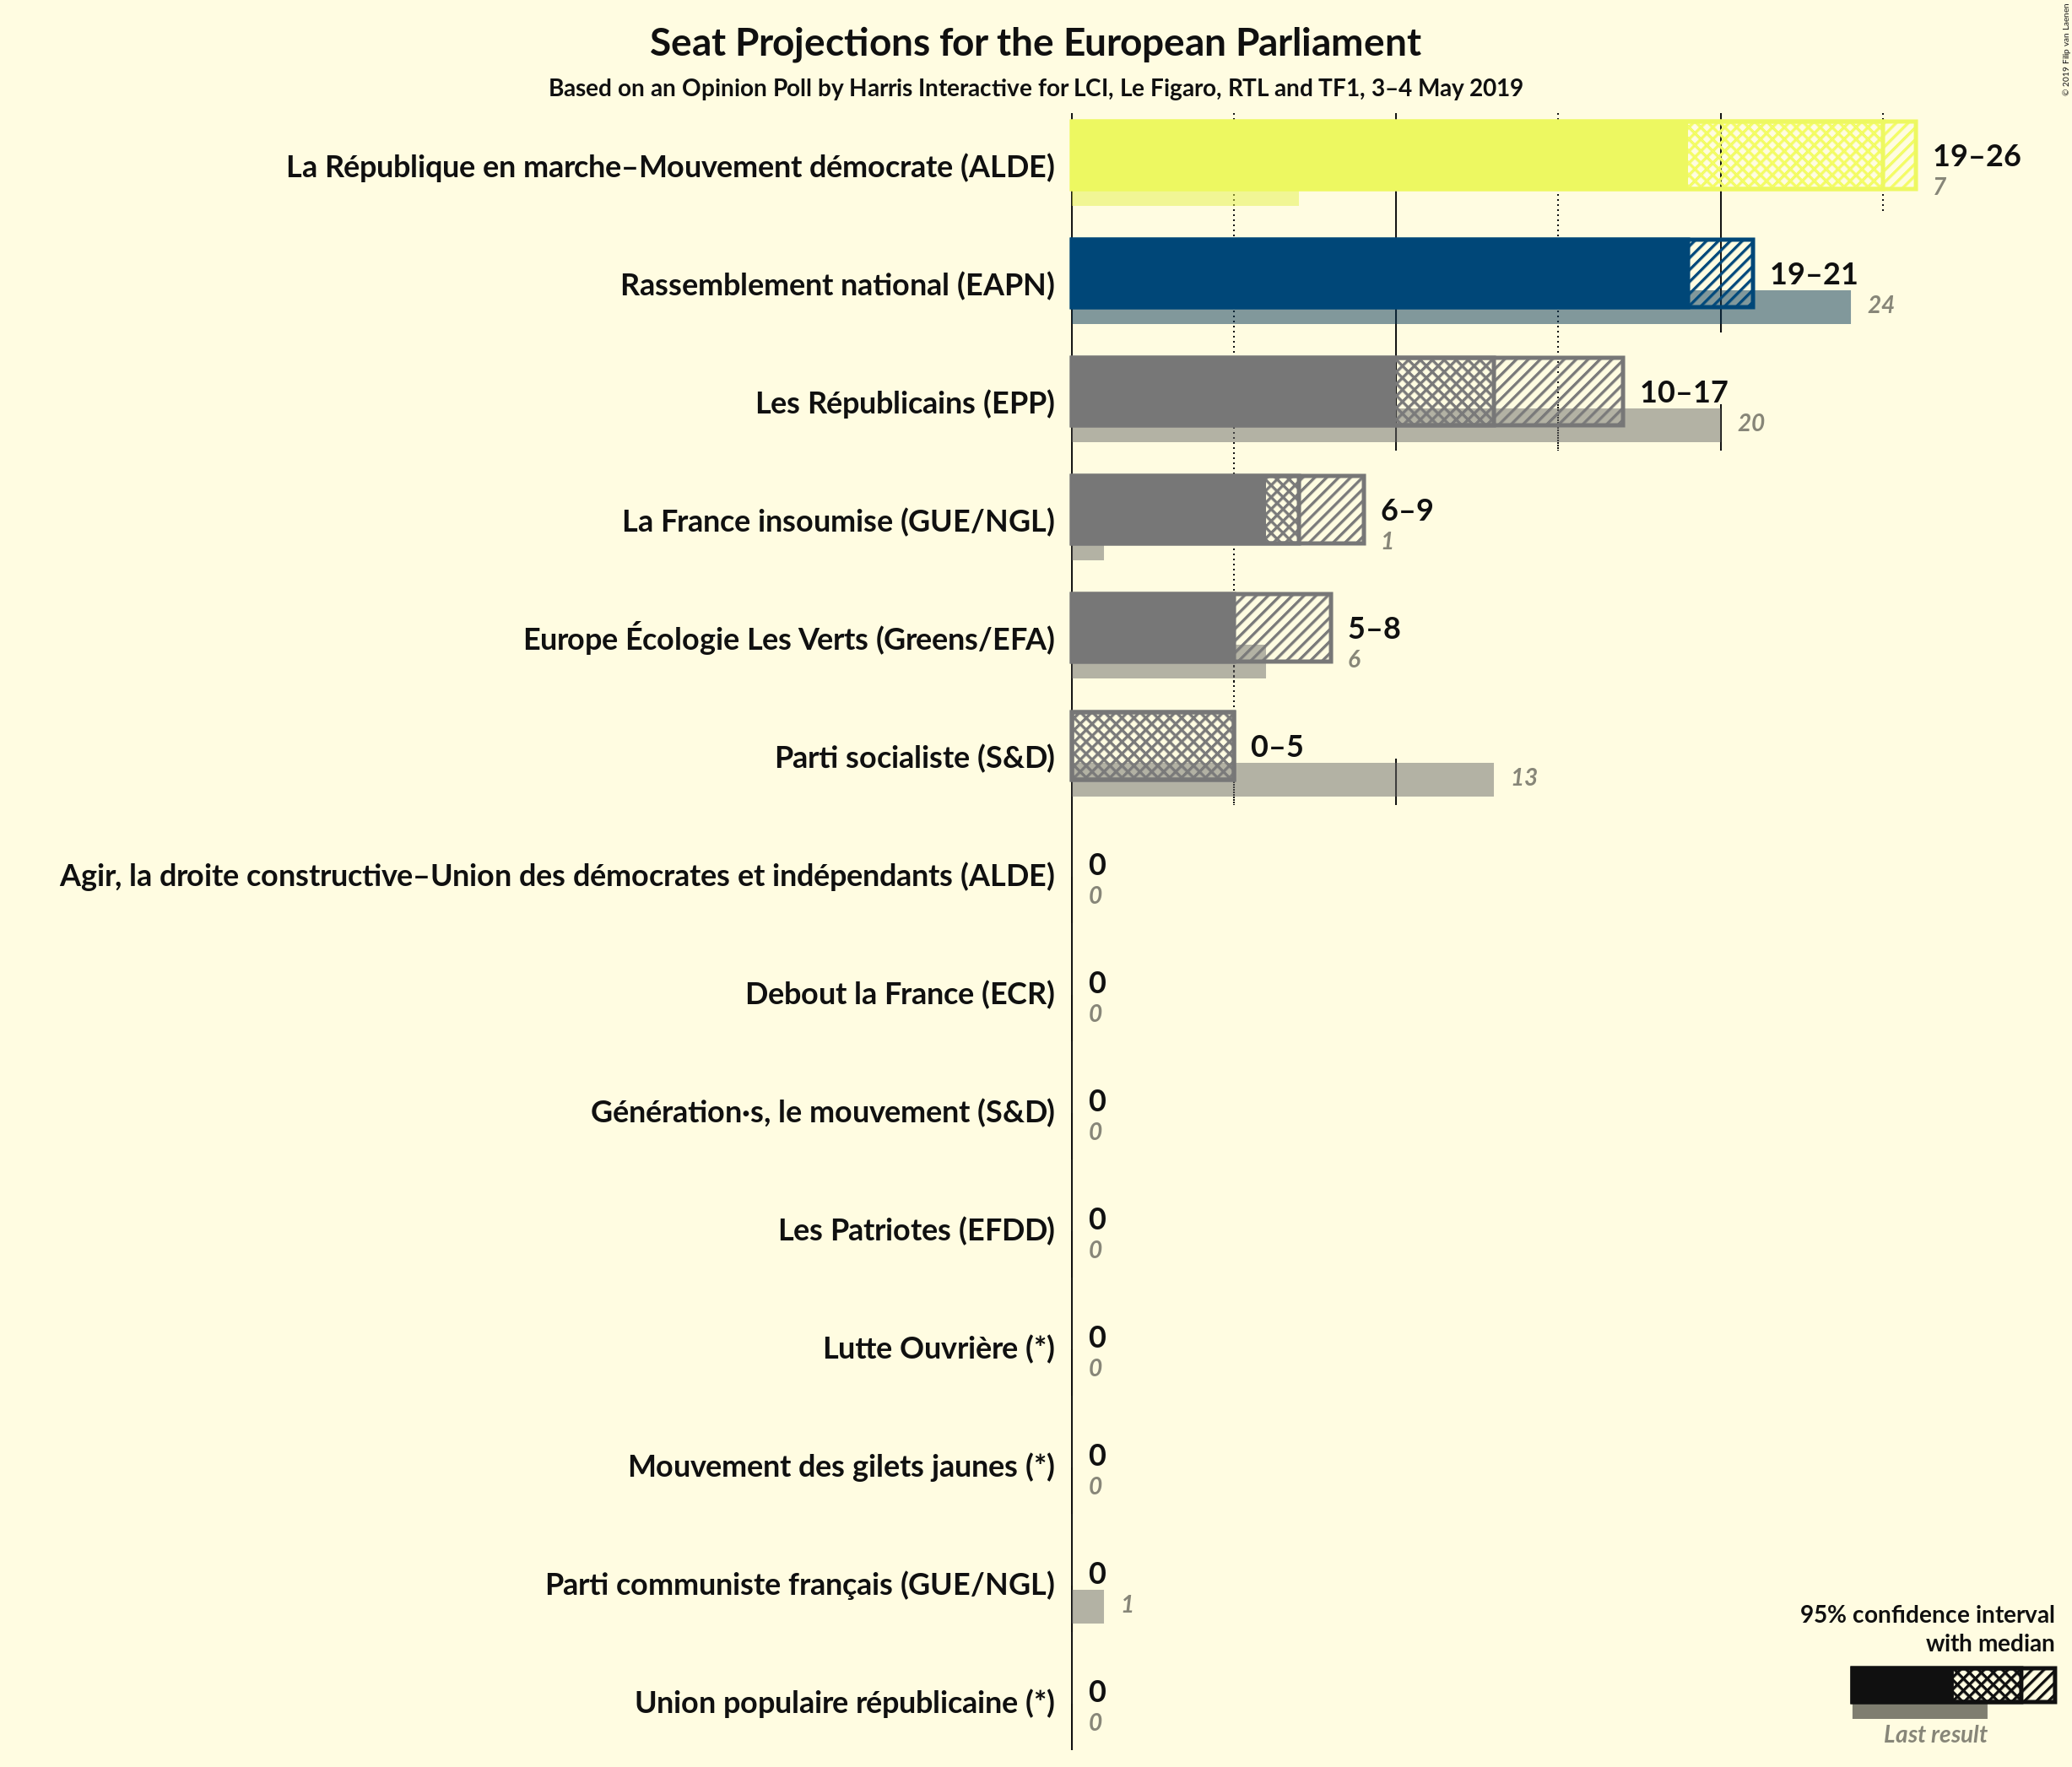 Seat Projections for the European Parliament
Based on an Opinion Poll by Harris Interactive for LCI, Le Figaro, RTL and TF1, 3–4 May 2019
© 2019 Filip van Laenen
La République en marche–Mouvement démocrate (ALDE)
19–26
7
Rassemblement national (EAPN)
19–21
24
Les Républicains (EPP)
10–17
20
La France insoumise (GUE/NGL)
6–9
1
Europe Écologie Les Verts (Greens/EFA)
5–8
6
Parti socialiste (S&D)
0–5
13
Agir, la droite constructive–Union des démocrates et indépendants (ALDE)
0
0
Debout la France (ECR)
0
0
Génération·s, le mouvement (S&D)
0
0
Les Patriotes (EFDD)
0
0
Lutte Ouvrière (*)
0
0
Mouvement des gilets jaunes (*)
0
0
Parti communiste français (GUE/NGL)
0
1
Union populaire républicaine (*)
0
0
95% confidence interval
with median
Last result